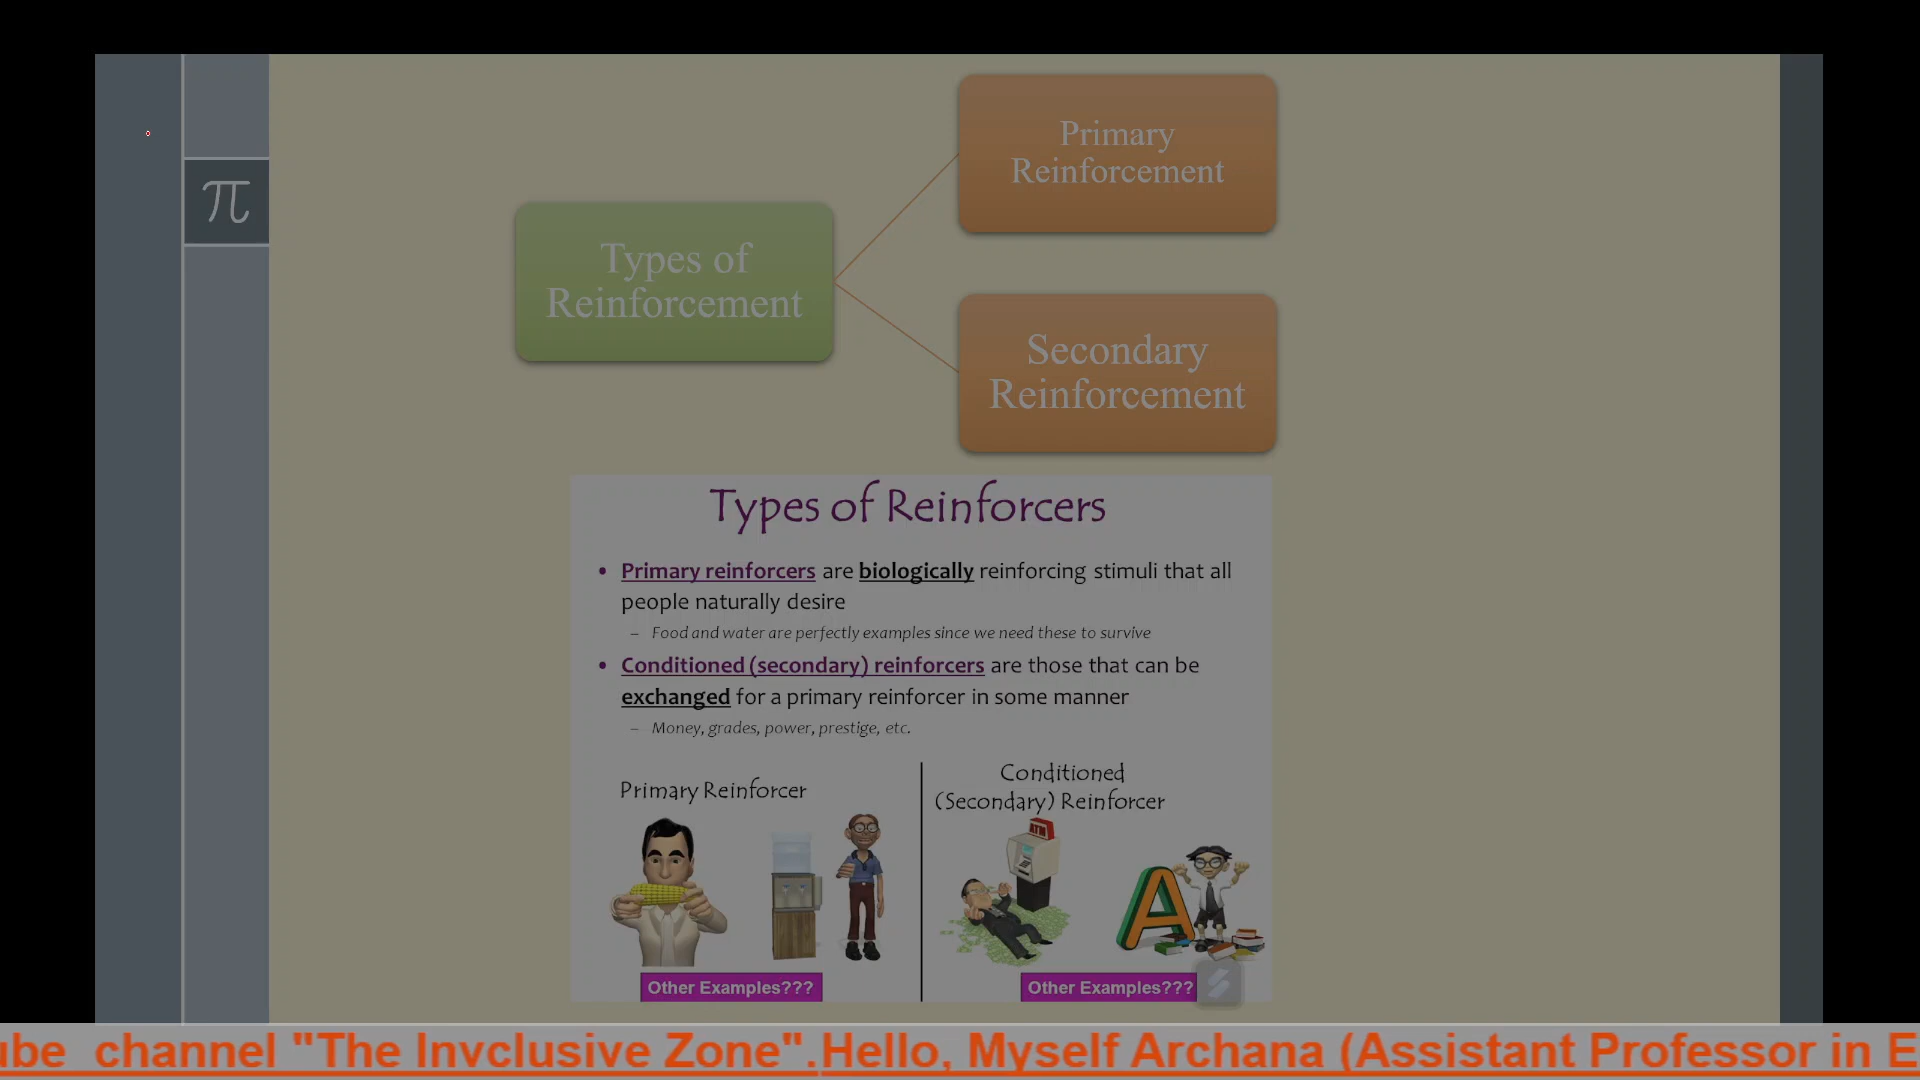 π
Types of
Reinforcement
Primary
Reinforcement
Secondary
Reinforcement
Types of Reinforcers
• Primary reinforcers are biologically reinforcing stimuli that all
people naturally desire
– Food and water are perfectly examples since we need these to survive
• Conditioned (secondary) reinforcers are those that can be
exchanged for a primary reinforcer in some manner
– Money, grades, power, prestige, etc.
Primary Reinforcer
Conditioned
(Secondary) Reinforcer
ATM
A
Other Examples???
Other Examples???
ube channel "The Invclusive Zone".Hello, Myself Archana (Assistant Professor in E